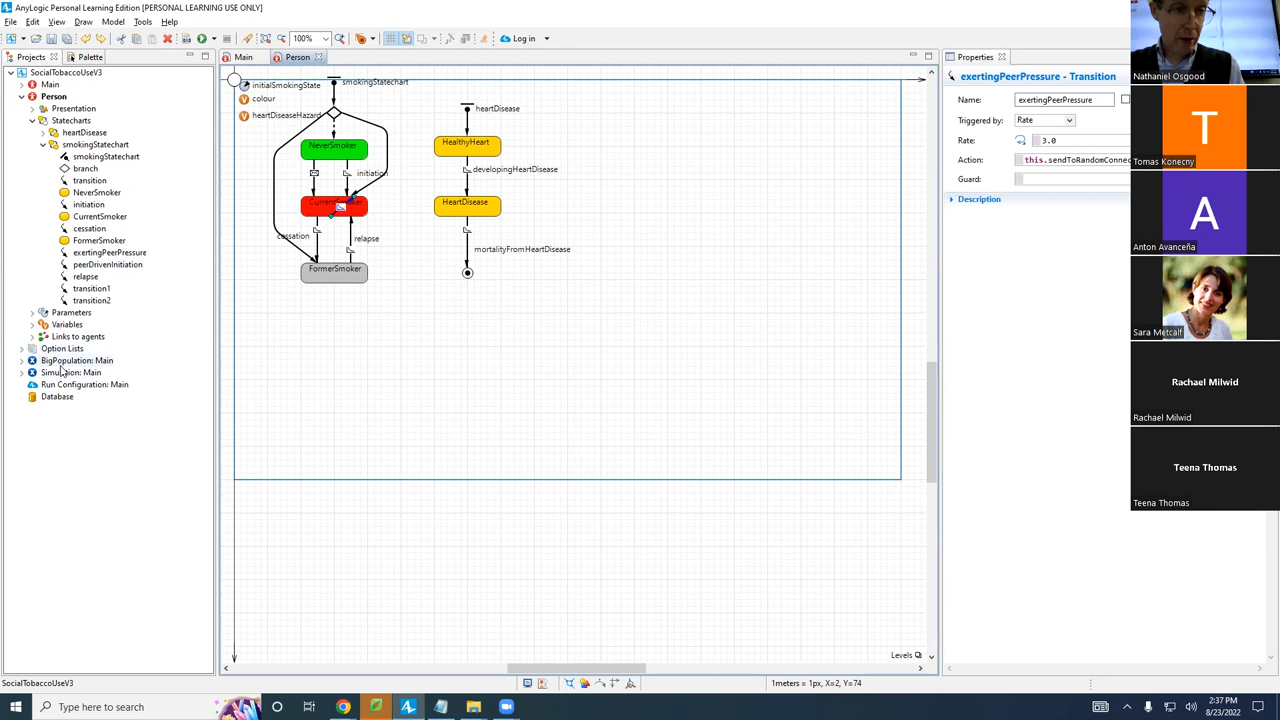 AnyLogic Personal Learning Edition [PERSONAL LEARNING USE ONLY]
File Edit View Draw Model Tools Help
100% Log in
Projects Palette
SocialTobaccoUseV3
Main
Person
Presentation
Statecharts
heartDisease
smokingStatechart
smokingStatechart
branch
transition
NeverSmoker
initiation
CurrentSmoker
cessation
FormerSmoker
exertingPeerPressure
peerDrivenInitiation
relapse
transition1
transition2
Parameters
Variables
Links to agents
Option Lists
BigPopulation: Main
Simulation: Main
Run Configuration: Main
Database
Main Person
initialSmokingState
colour
heartDiseaseHazard
smokingStatechart
NeverSmoker
initiation
CurrentSmoker
cessation
relapse
FormerSmoker
heartDisease
HealthyHeart
developingHeartDisease
HeartDisease
mortalityFromHeartDisease
Levels
Properties
exertingPeerPressure - Transition
Name: exertingPeerPressure
Triggered by: Rate
Rate: 3.0
Action: this.sendToRandomConnec
Guard:
Description
Nathaniel Osgood
T
Tomas Konecny
A
Anton Avanceña
Sara Metcalf
Rachael Milwid
Rachael Milwid
Teena Thomas
Teena Thomas
SocialTobaccoUseV3
1meters = 1px, X=2, Y=74
Type here to search
2:37 PM
8/23/2022